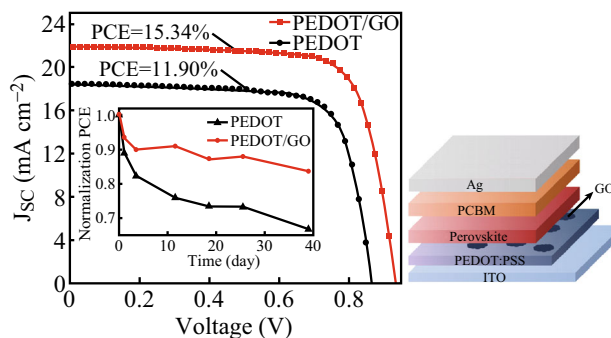 24
20
16
12
8
4
0
J_SC (mA cm⁻²)
0.0
0.2
0.4
0.6
0.8
Voltage (V)
PEDOT/GO
PEDOT
PCE=15.34%
PCE=11.90%
1.0
0.9
0.8
0.7
Normalization PCE
0
10
20
30
40
Time (day)
PEDOT
PEDOT/GO
GO
Ag
PCBM
Perovskite
PEDOT:PSS
ITO